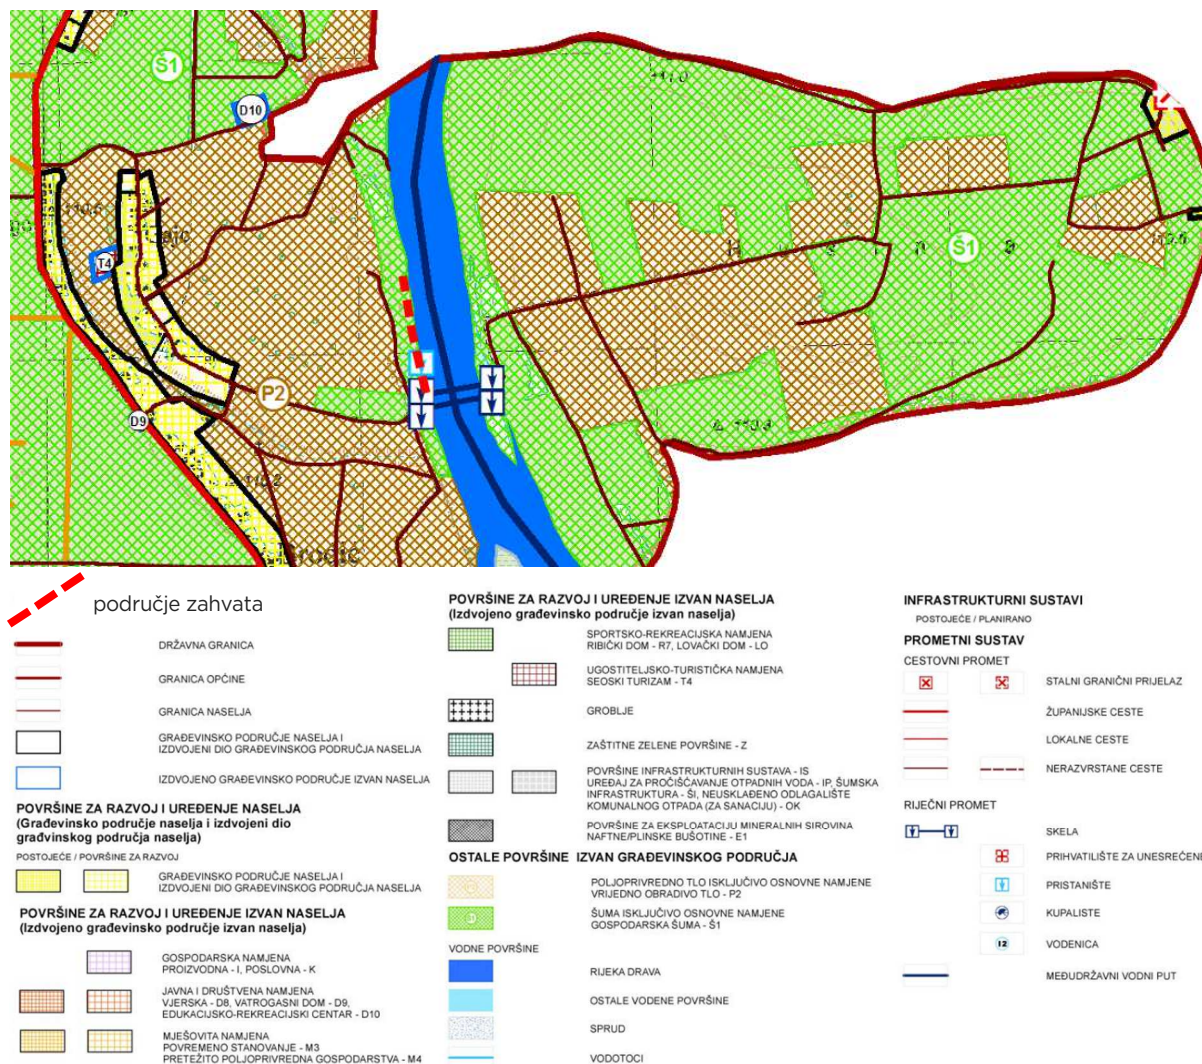 Š1
D10
110.5
T4
P2
D9
110.2
Brodić
H
Š1
područje zahvata
DRŽAVNA GRANICA
GRANICA OPĆINE
GRANICA NASELJA
GRAĐEVINSKO PODRUČJE NASELJA I
IZDVOJENI DIO GRAĐEVINSKOG PODRUČJA NASELJA
IZDVOJENO GRAĐEVINSKO PODRUČJE IZVAN NASELJA
POVRŠINE ZA RAZVOJ I UREĐENJE NASELJA
(Građevinsko područje naselja i izdvojeni dio
građvinskog područja naselja)
POSTOJEĆE / POVRŠINE ZA RAZVOJ
GRAĐEVINSKO PODRUČJE NASELJA I
IZDVOJENI DIO GRAĐEVINSKOG PODRUČJA NASELJA
POVRŠINE ZA RAZVOJ I UREĐENJE IZVAN NASELJA
(Izdvojeno građevinsko područje izvan naselja)
GOSPODARSKA NAMJENA
PROIZVODNA - I, POSLOVNA - K
JAVNA I DRUŠTVENA NAMJENA
VJERSKA - D8, VATROGASNI DOM - D9,
EDUKACIJSKO-REKREACIJSKI CENTAR - D10
MJEŠOVITA NAMJENA
POVREMENO STANOVANJE - M3
PRETEŽITO POLJOPRIVREDNA GOSPODARSTVA - M4
POVRŠINE ZA RAZVOJ I UREĐENJE IZVAN NASELJA
(Izdvojeno građevinsko područje izvan naselja)
SPORTSKO-REKREACIJSKA NAMJENA
RIBIČKI DOM - R7, LOVAČKI DOM - LO
UGOSTITELJSKO-TURISTIČKA NAMJENA
SEOSKI TURIZAM - T4
GROBLJE
ZAŠTITNE ZELENE POVRŠINE - Z
POVRŠINE INFRASTRUKTURNIH SUSTAVA - IS
UREĐAJ ZA PROČIŠĆAVANJE OTPADNIH VODA - IP, ŠUMSKA
INFRASTRUKTURA - ŠI, NEUSKLAĐENO ODLAGALIŠTE
KOMUNALNOG OTPADA (ZA SANACIJU) - OK
POVRŠINE ZA EKSPLOATACIJU MINERALNIH SIROVINA
NAFTNE/PLINSKE BUŠOTINE - E1
OSTALE POVRŠINE IZVAN GRAĐEVINSKOG PODRUČJA
POLJOPRIVREDNO TLO ISKLJUČIVO OSNOVNE NAMJENE
VRIJEDNO OBRADIVO TLO - P2
ŠUMA ISKLJUČIVO OSNOVNE NAMJENE
GOSPODARSKA ŠUMA - Š1
VODNE POVRŠINE
RIJEKA DRAVA
OSTALE VODENE POVRŠINE
SPRUD
VODOTOCI
INFRASTRUKTURNI SUSTAVI
POSTOJEĆE / PLANIRANO
PROMETNI SUSTAV
CESTOVNI PROMET
STALNI GRANIČNI PRIJELAZ
ŽUPANIJSKE CESTE
LOKALNE CESTE
NERAZVRSTANE CESTE
RIJEČNI PROMET
SKELA
PRIHVATILIŠTE ZA UNESREĆENE
PRISTANIŠTE
KUPALISTE
12
VODENICA
MEĐUDRŽAVNI VODNI PUT